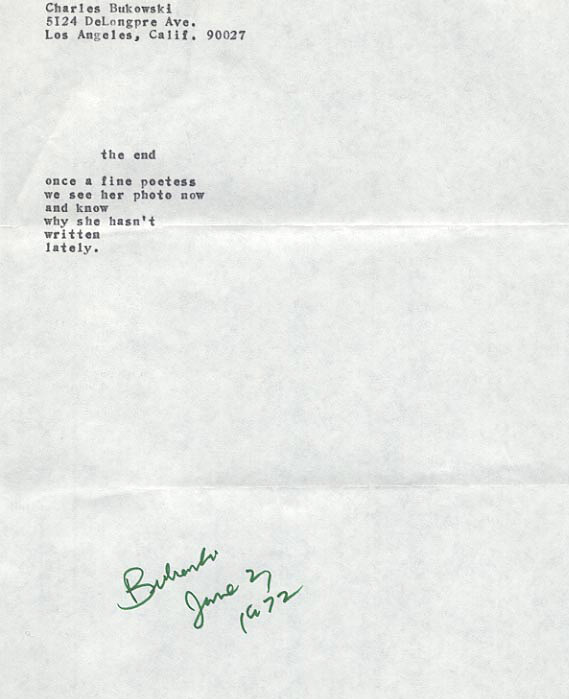 Charles Bukowski
5124 DeLongpre Ave.
Los Angeles, Calif. 90027
the end
once a fine poetess
we see her photo now
and know
why she hasn't
written
lately.
Bukowski
June 27
1972